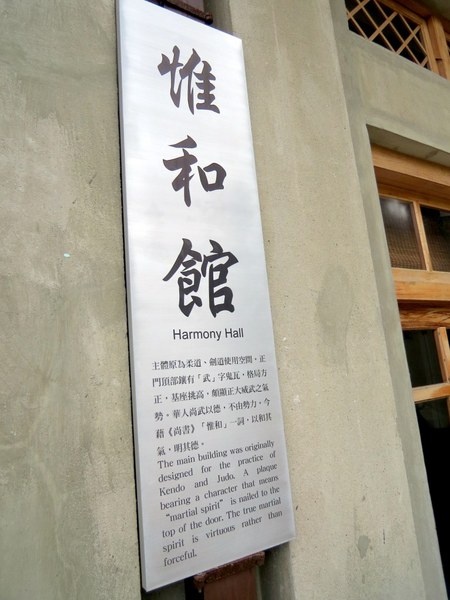 惟
和
館
Harmony Hall
主體原為柔道、劍道使用空間，正
門頂部鑲有「武」字鬼瓦，格局方
正，基座挑高，頗顯正大威武之氣
勢。華人尚武以德，不由勢力。今
藉《尚書》「惟和」一詞，以和其
氣，明其德。
The main building was originally
designed for the practice of
Kendo and Judo. A plaque
bearing a character that means
“martial spirit” is nailed to the
top of the door. The true martial
spirit is virtuous rather than
forceful.